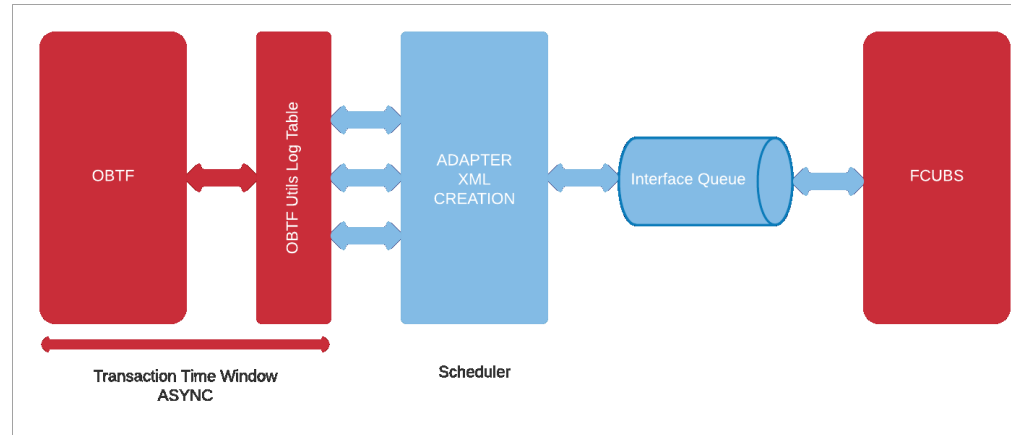 OBTF
OBTF Utils Log Table
ADAPTER
XML
CREATION
Interface Queue
FCUBS
Transaction Time Window
ASYNC
Scheduler